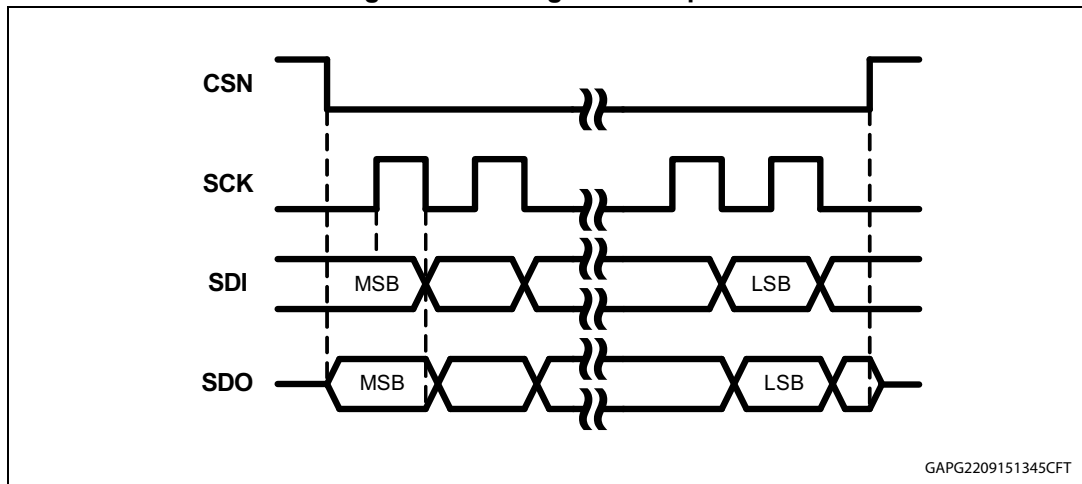 CSN
SCK
SDI MSB LSB
SDO MSB LSB
GAPG2209151345CFT